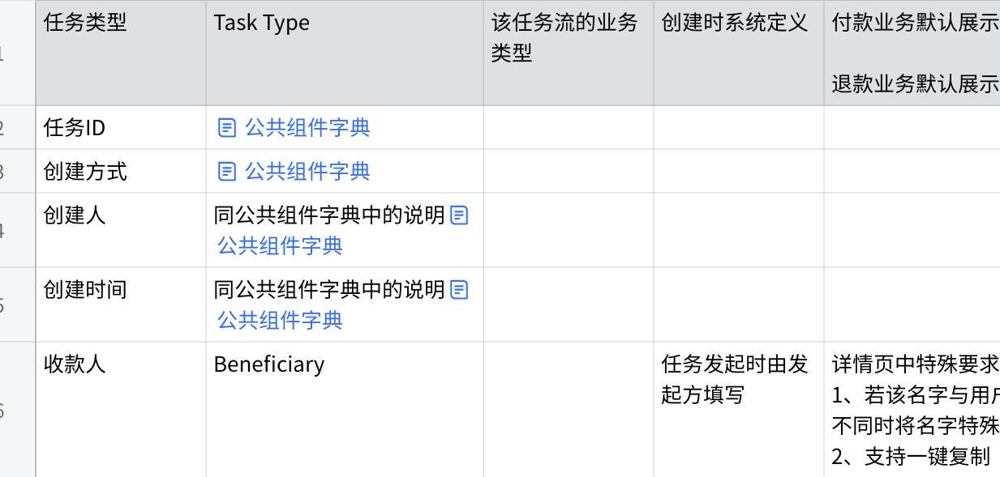 任务类型
Task Type
该任务流的业务
类型
创建时系统定义
付款业务默认展示
退款业务默认展示
1
2
任务ID
公共组件字典
3
创建方式
公共组件字典
4
创建人
同公共组件字典中的说明
公共组件字典
5
创建时间
同公共组件字典中的说明
公共组件字典
6
收款人
Beneficiary
任务发起时由发
起方填写
详情页中特殊要求
1、若该名字与用户
不同时将名字特殊
2、支持一键复制